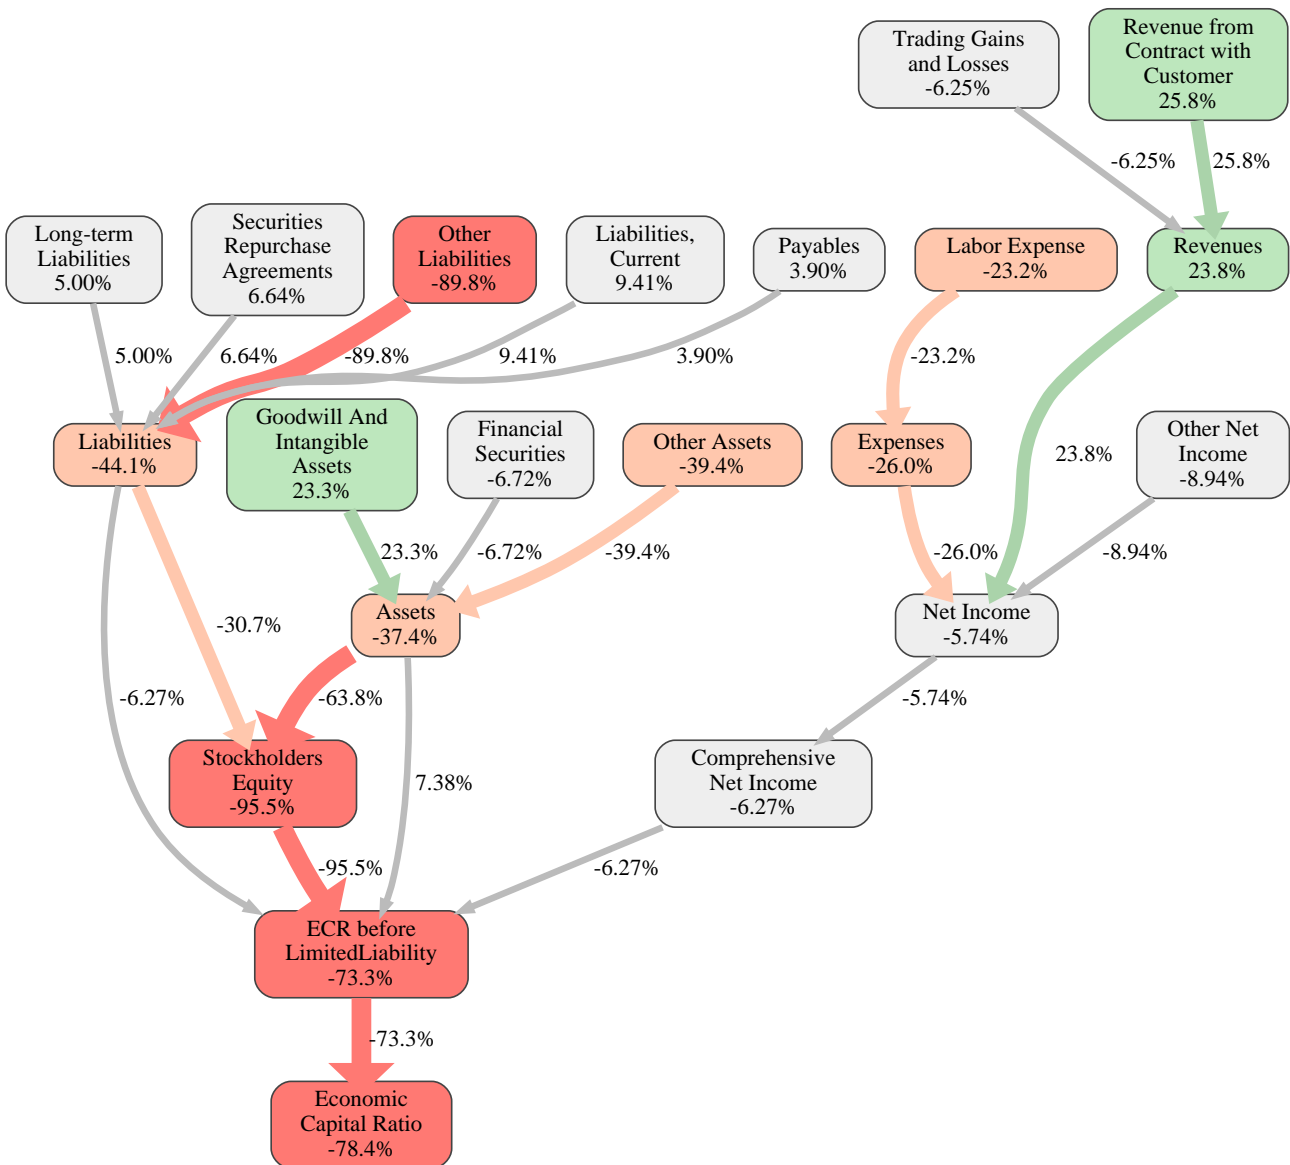 Trading Gains
and Losses
-6.25%
Revenue from
Contract with
Customer
25.8%
-6.25%
25.8%
Long-term
Liabilities
5.00%
Securities
Repurchase
Agreements
6.64%
Other
Liabilities
-89.8%
Liabilities,
Current
9.41%
Payables
3.90%
Labor Expense
-23.2%
Revenues
23.8%
5.00%
6.64%
-89.8%
9.41%
3.90%
-23.2%
Liabilities
-44.1%
Goodwill And
Intangible
Assets
23.3%
Financial
Securities
-6.72%
Other Assets
-39.4%
Expenses
-26.0%
23.8%
Other Net
Income
-8.94%
23.3%
-6.72%
-39.4%
-26.0%
-8.94%
-30.7%
Assets
-37.4%
Net Income
-5.74%
-6.27%
-63.8%
-5.74%
Stockholders
Equity
-95.5%
7.38%
Comprehensive
Net Income
-6.27%
-95.5%
-6.27%
ECR before
LimitedLiability
-73.3%
-73.3%
Economic
Capital Ratio
-78.4%